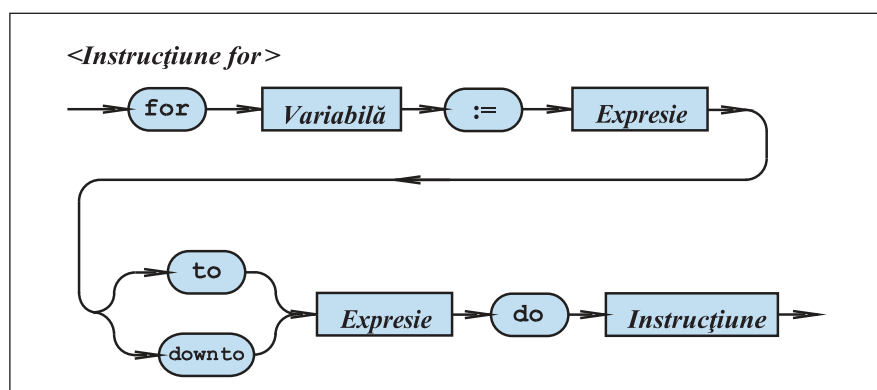 <Instrucţiune for>
for Variabilă := Expresie
to
downto
Expresie do Instrucţiune